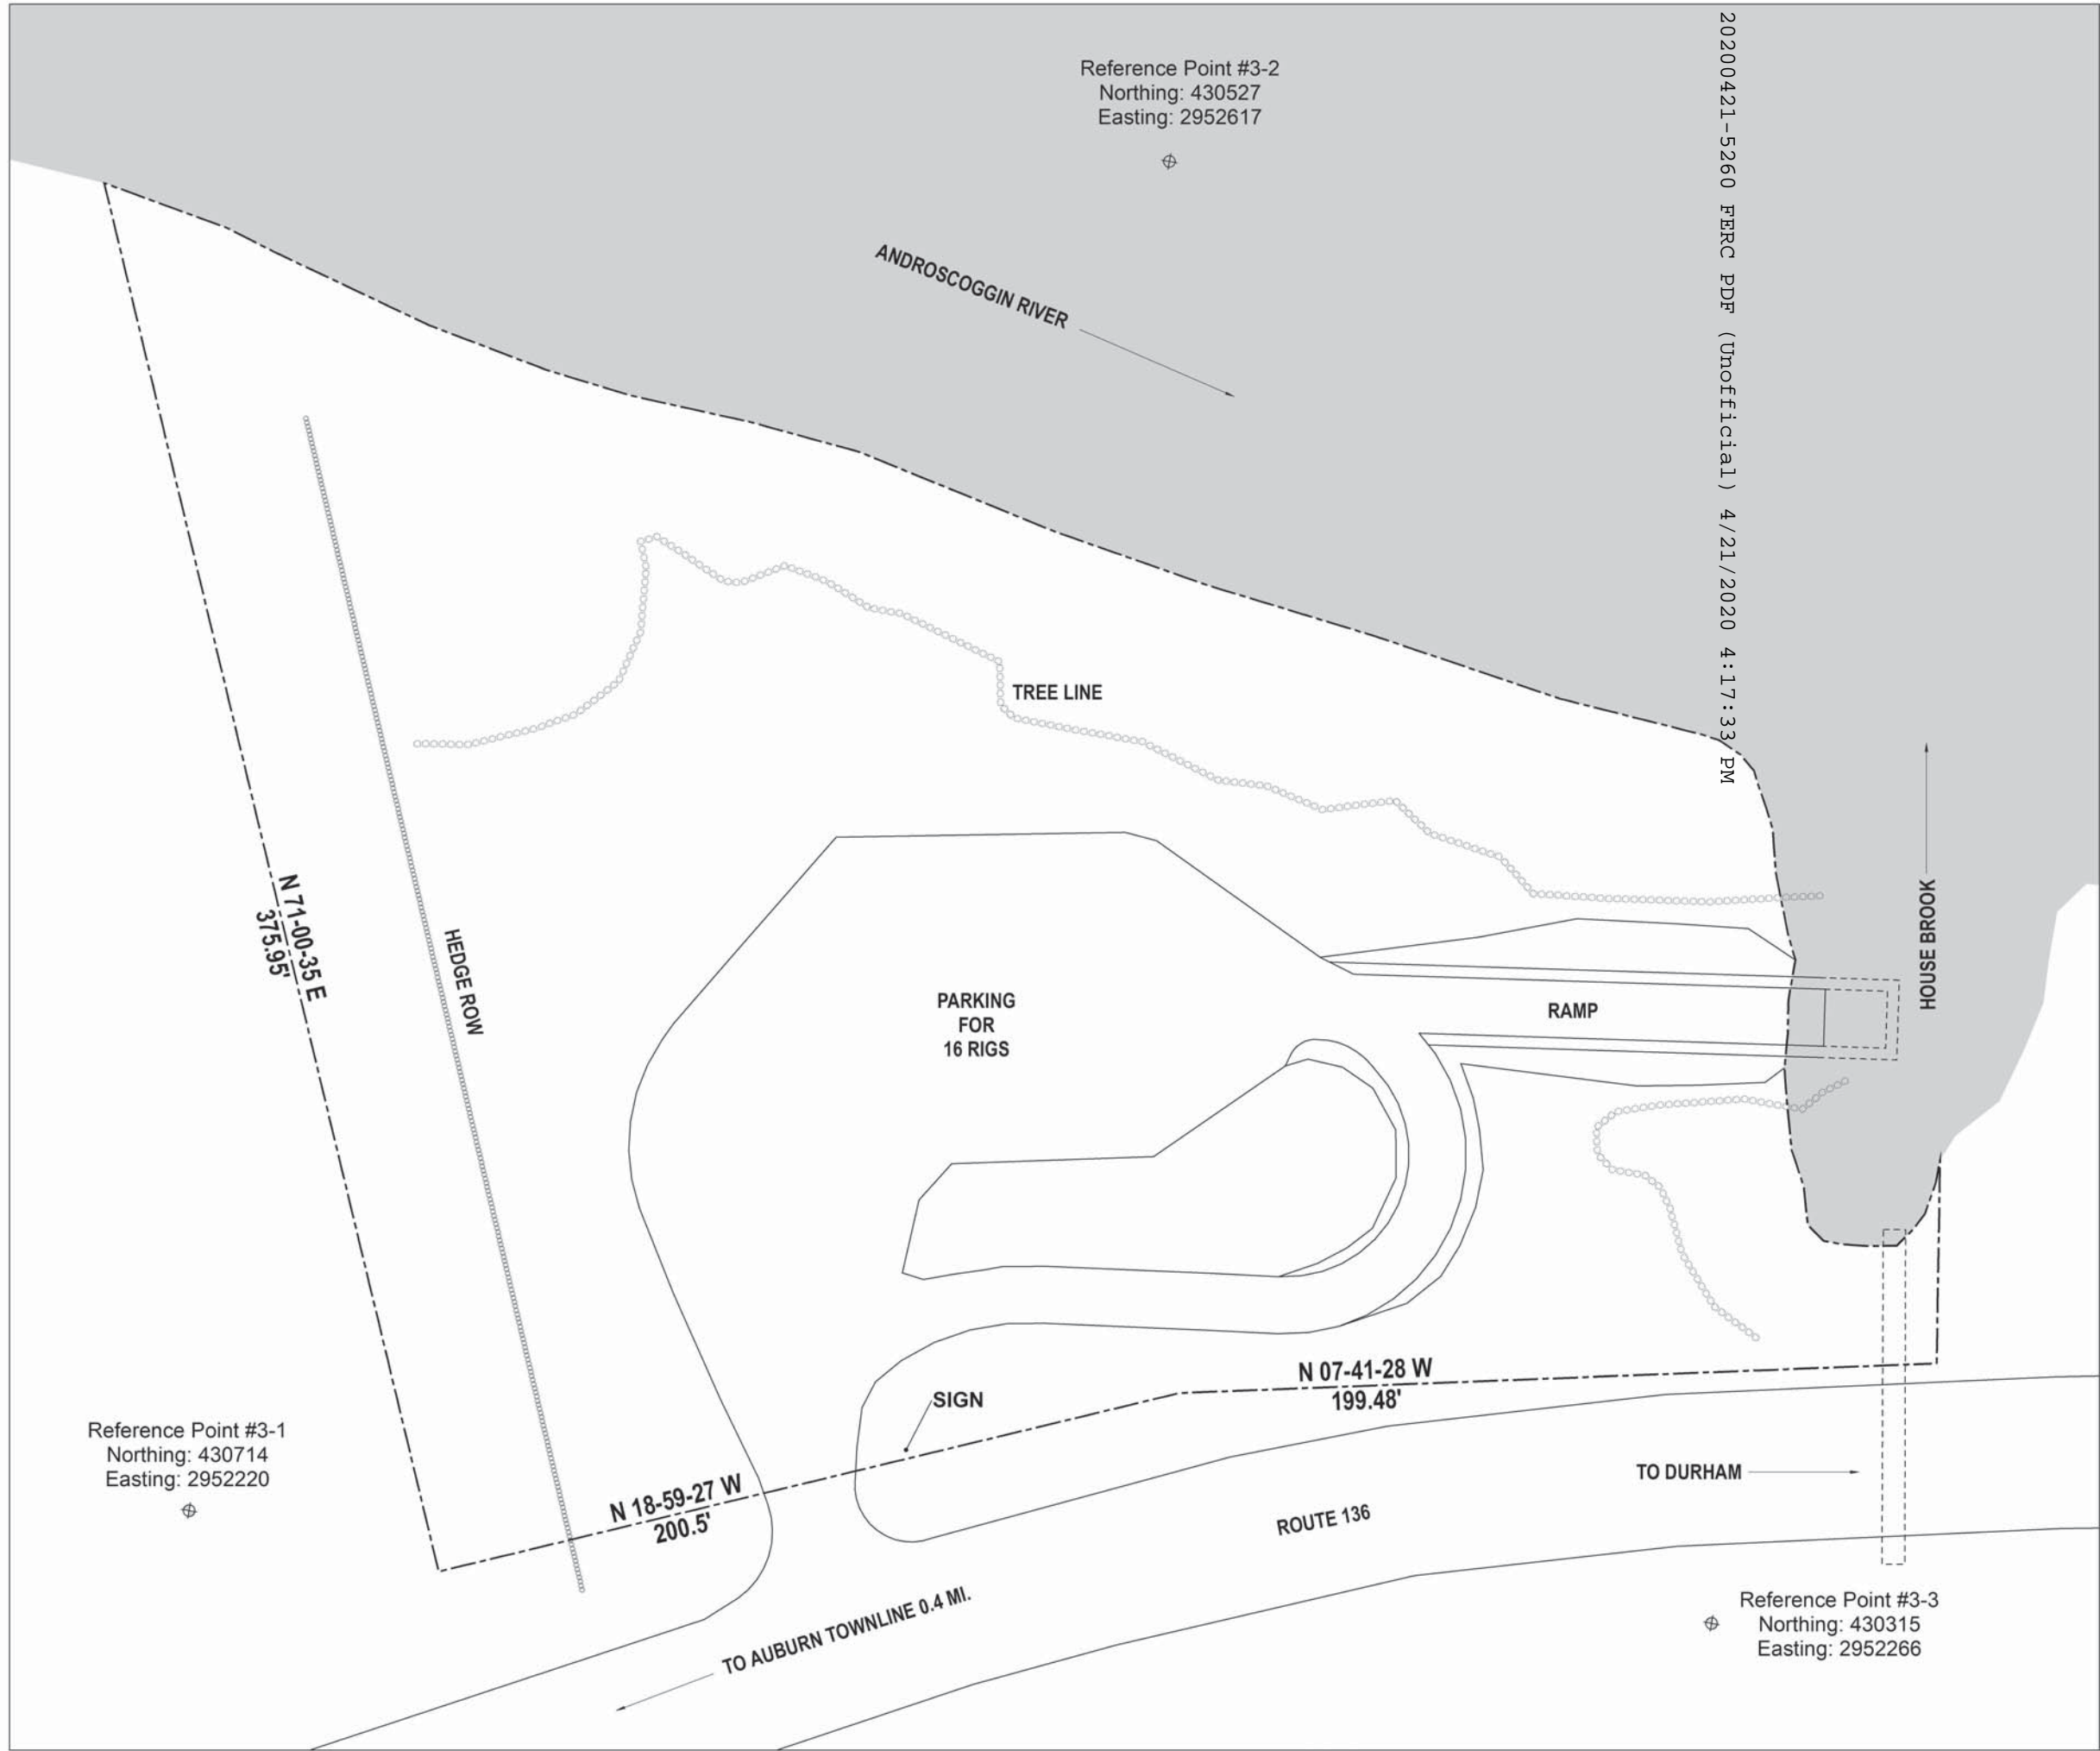 20200421-5260 FERC PDF (Unofficial) 4/21/2020 4:17:33 PM
Reference Point #3-2
Northing: 430527
Easting: 2952617
ANDROSCOGGIN RIVER
TREE LINE
N 71-00-35 E
375.95'
HEDGE ROW
PARKING
FOR
16 RIGS
RAMP
HOUSE BROOK
SIGN
N 07-41-28 W
199.48'
Reference Point #3-1
Northing: 430714
Easting: 2952220
N 18-59-27 W
200.5'
TO DURHAM
ROUTE 136
TO AUBURN TOWNLINE 0.4 MI.
Reference Point #3-3
Northing: 430315
Easting: 2952266